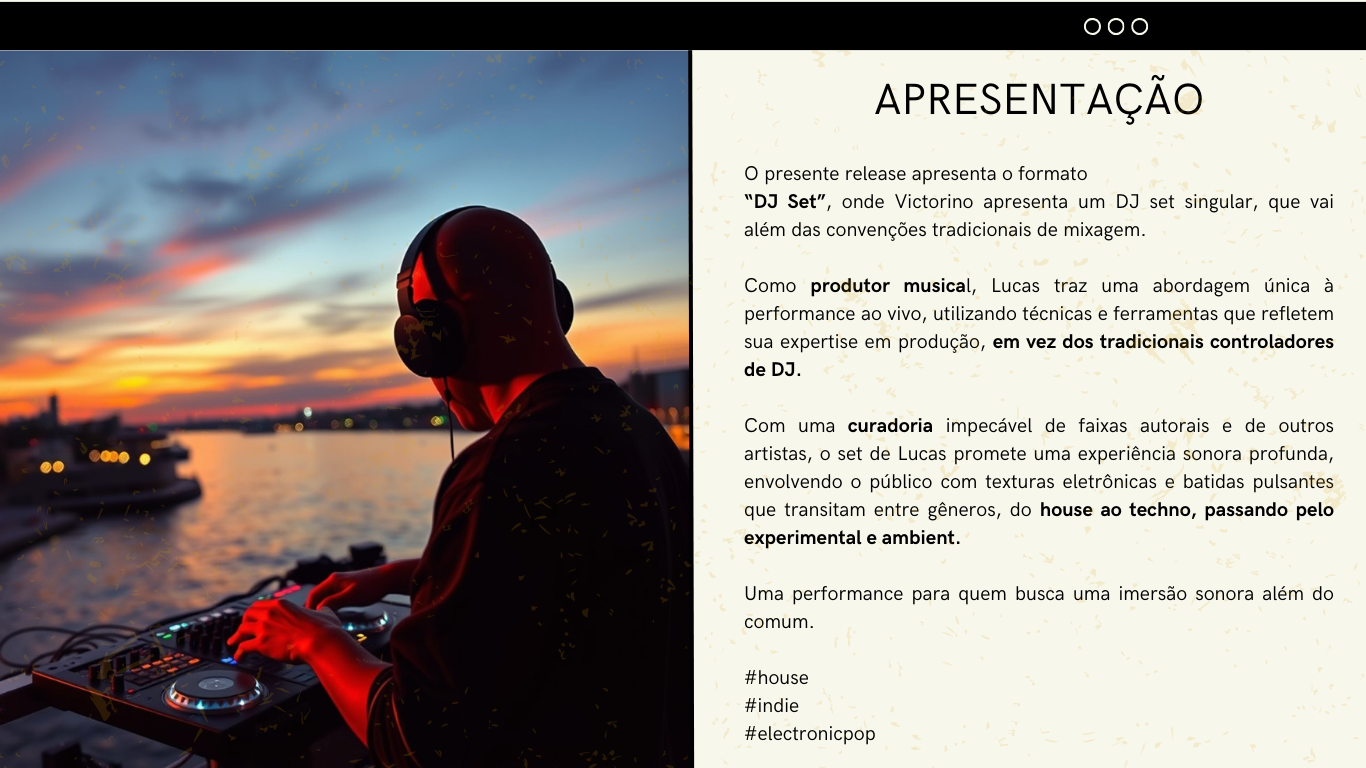 APRESENTAÇÃO
O presente release apresenta o formato
“DJ Set”, onde Victorino apresenta um DJ set singular, que vai
além das convenções tradicionais de mixagem.
Como produtor musical, Lucas traz uma abordagem única à
performance ao vivo, utilizando técnicas e ferramentas que refletem
sua expertise em produção, em vez dos tradicionais controladores
de DJ.
Com uma curadoria impecável de faixas autorais e de outros
artistas, o set de Lucas promete uma experiência sonora profunda,
envolvendo o público com texturas eletrônicas e batidas pulsantes
que transitam entre gêneros, do house ao techno, passando pelo
experimental e ambient.
Uma performance para quem busca uma imersão sonora além do
comum.
#house
#indie
#electronicpop